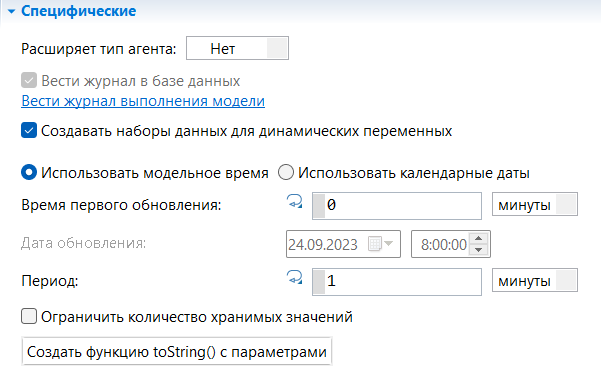 Специфические
Расширяет тип агента: Нет
Вести журнал в базе данных
Вести журнал выполнения модели
Создавать наборы данных для динамических переменных
Использовать модельное время Использовать календарные даты
Время первого обновления: 0 минуты
Дата обновления: 24.09.2023 8:00:00
Период: 1 минуты
Ограничить количество хранимых значений
Создать функцию toString() с параметрами